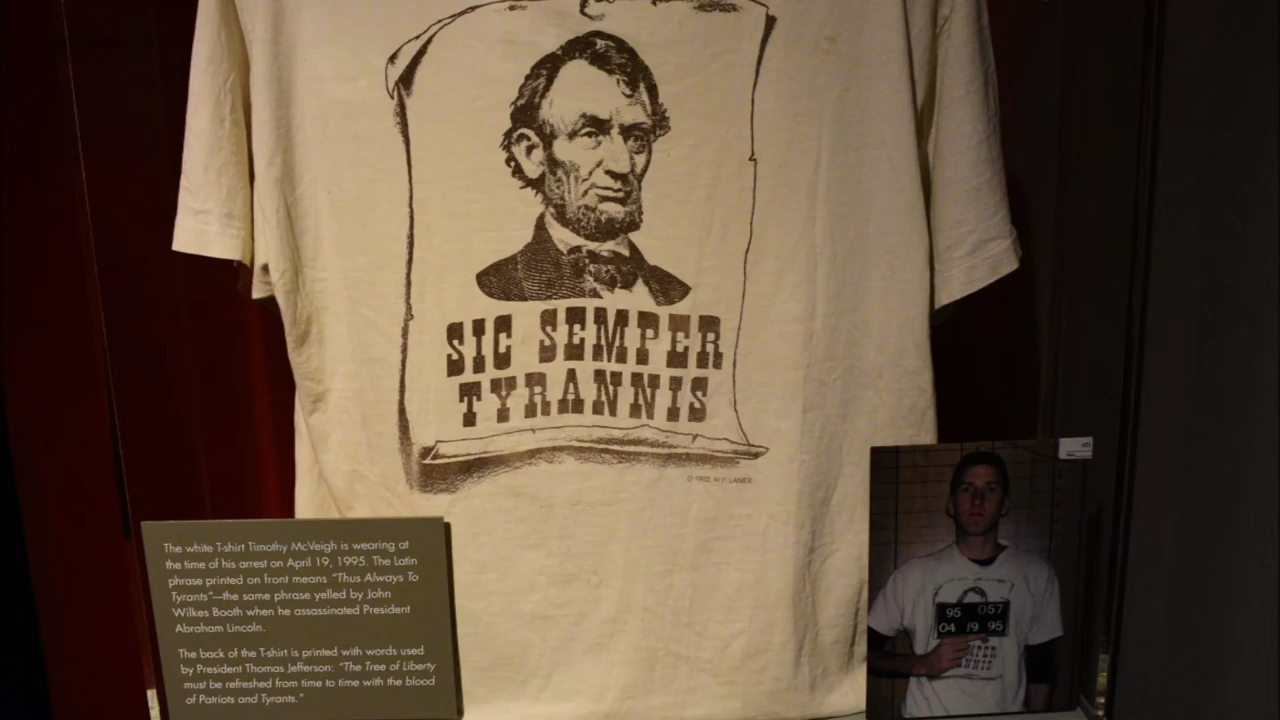 SIC SEMPER
TYRANNIS
© 1992, W.P. LANIER
The white T-shirt Timothy McVeigh is wearing at
the time of his arrest on April 19, 1995. The Latin
phrase printed on front means “Thus Always To
Tyrants”—the same phrase yelled by John
Wilkes Booth when he assassinated President
Abraham Lincoln.
The back of the T-shirt is printed with words used
by President Thomas Jefferson: “The Tree of Liberty
must be refreshed from time to time with the blood
of Patriots and Tyrants.”
95 057
04 19 95